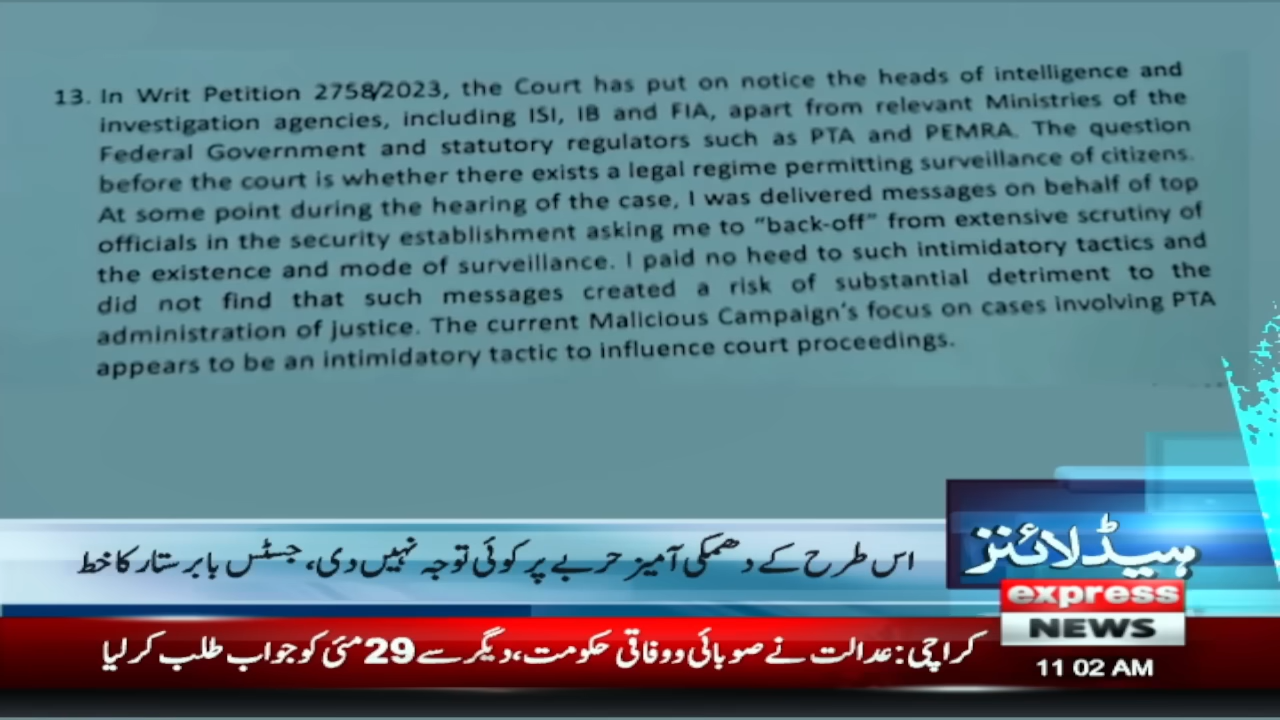 13. In Writ Petition 2758/2023, the Court has put on notice the heads of intelligence and
investigation agencies, including ISI, IB and FIA, apart from relevant Ministries of the
Federal Government and statutory regulators such as PTA and PEMRA. The question
before the court is whether there exists a legal regime permitting surveillance of citizens.
At some point during the hearing of the case, I was delivered messages on behalf of top
officials in the security establishment asking me to "back-off" from extensive scrutiny of
the existence and mode of surveillance. I paid no heed to such intimidatory tactics and
did not find that such messages created a risk of substantial detriment to the
administration of justice. The current Malicious Campaign's focus on cases involving PTA
appears to be an intimidatory tactic to influence court proceedings.
ہیڈلائنز
اس طرح کے دھمکی آمیز حربے پر کوئی توجہ نہیں دی، جسٹس بابر ستار کا خط
express
NEWS
کراچی: عدالت نے صوبائی ووفاقی حکومت، دیگر سے 29 مئی کو جواب طلب کرلیا
11 02 AM